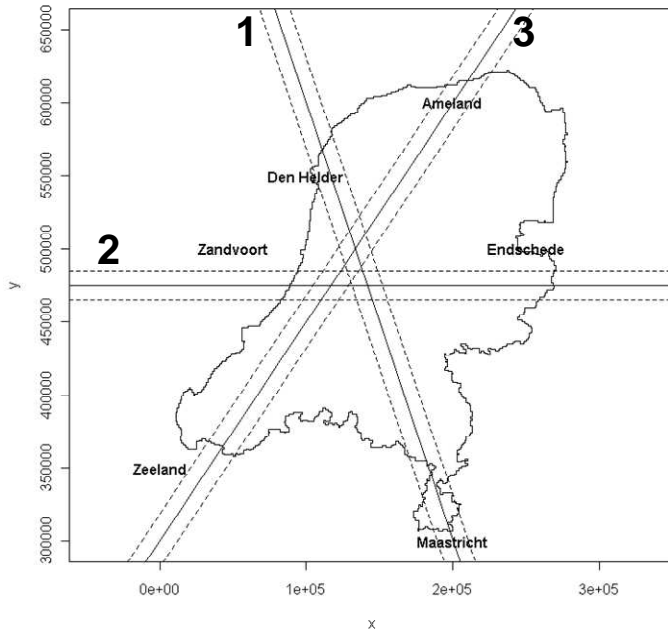 1
3
650000
600000
Ameland
550000
Den Helder
2
Zandvoort
Endschede
500000
y
450000
400000
350000
Zeeland
300000
Maastricht
0e+00
1e+05
2e+05
3e+05
x